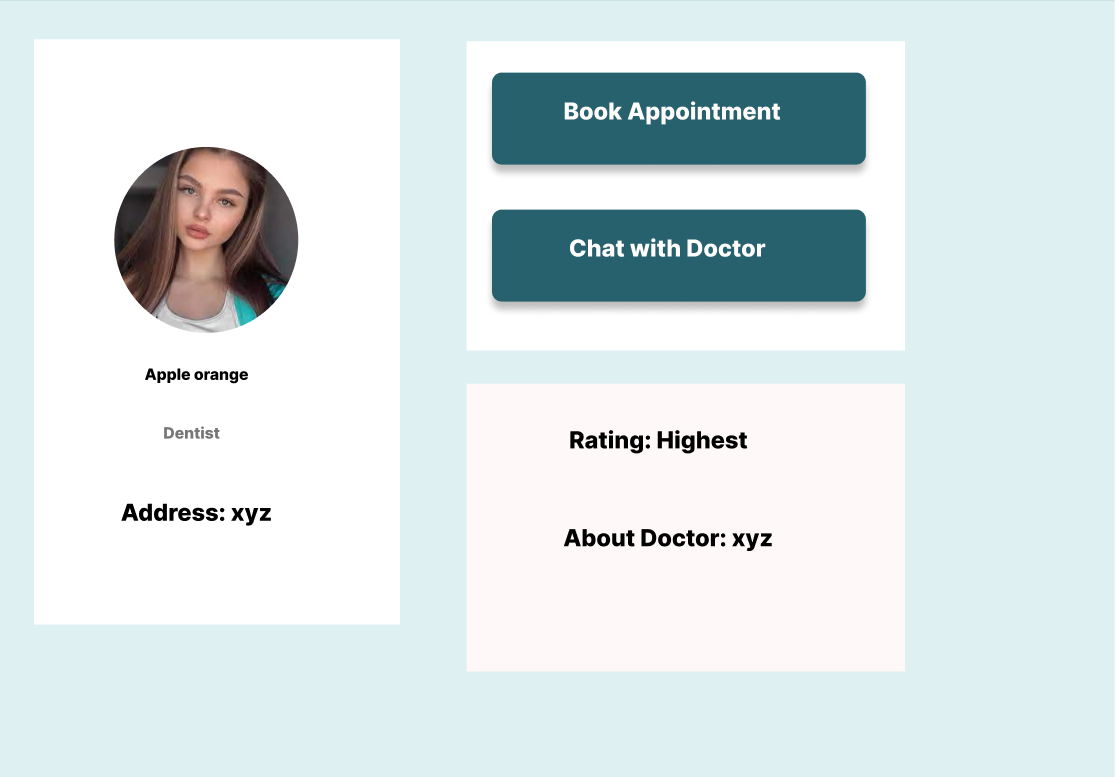 Apple orange
Dentist
Address: xyz
Book Appointment
Chat with Doctor
Rating: Highest
About Doctor: xyz